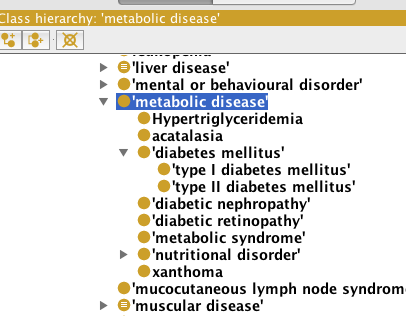 Class hierarchy: 'metabolic disease'
'liver disease'
'mental or behavioural disorder'
'metabolic disease'
Hypertriglyceridemia
acatalasia
'diabetes mellitus'
'type I diabetes mellitus'
'type II diabetes mellitus'
'diabetic nephropathy'
'diabetic retinopathy'
'metabolic syndrome'
'nutritional disorder'
xanthoma
'mucocutaneous lymph node syndrome
'muscular disease'